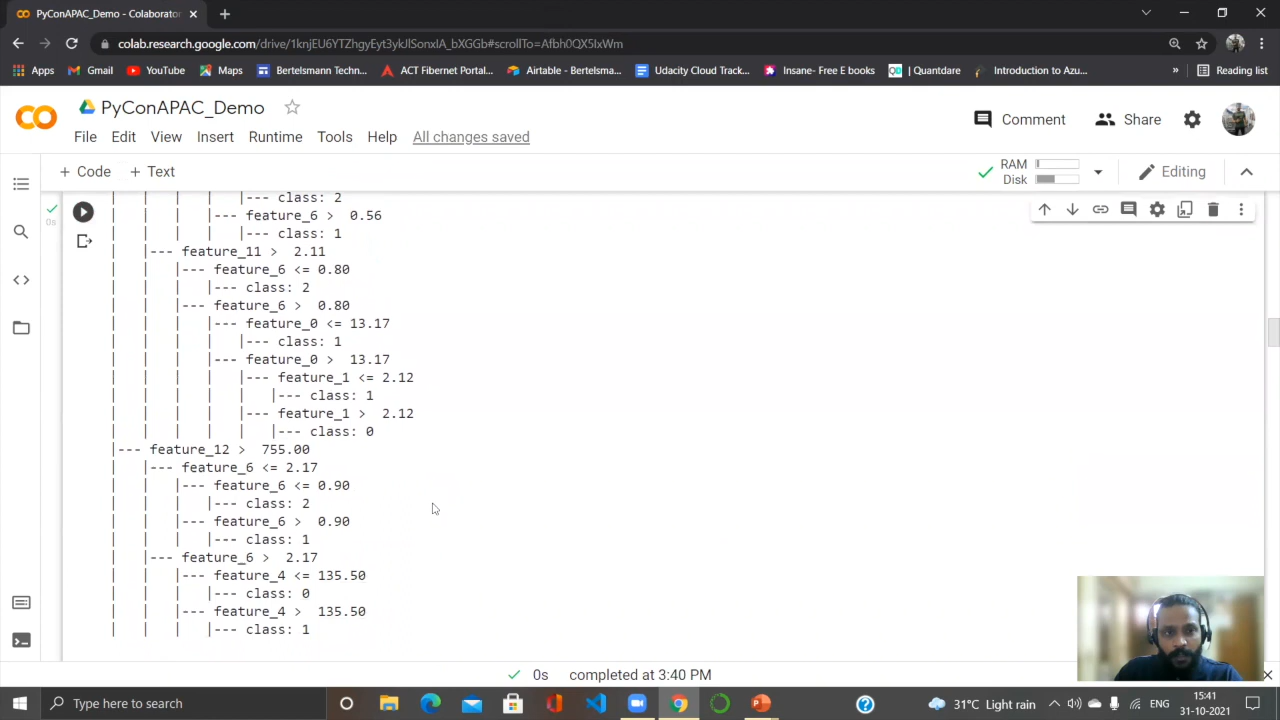 PyConAPAC_Demo - Colaborator
colab.research.google.com/drive/1knjEU6YTZhgyEyt3ykJlSonxIA_bXGGb#scrollTo=Afbh0QX5IxWm
Apps Gmail YouTube Maps Bertelsmann Techn... ACT Fibernet Portal... Airtable - Bertelsma... Udacity Cloud Track... Insane- Free E books QD | Quandare Introduction to Azu... » Reading list
PyConAPAC_Demo
Comment Share
File Edit View Insert Runtime Tools Help All changes saved
+ Code + Text
RAM
Disk
Editing
0s
|   |   |   |   |--- class: 2
|   |   |   |--- feature_6 >  0.56
|   |   |   |   |--- class: 1
|   |--- feature_11 >  2.11
|   |   |--- feature_6 <= 0.80
|   |   |   |--- class: 2
|   |   |--- feature_6 >  0.80
|   |   |   |--- feature_0 <= 13.17
|   |   |   |   |--- class: 1
|   |   |   |--- feature_0 >  13.17
|   |   |   |   |--- feature_1 <= 2.12
|   |   |   |   |   |--- class: 1
|   |   |   |   |--- feature_1 >  2.12
|   |   |   |   |   |--- class: 0
|--- feature_12 >  755.00
|   |--- feature_6 <= 2.17
|   |   |--- feature_6 <= 0.90
|   |   |   |--- class: 2
|   |   |--- feature_6 >  0.90
|   |   |   |--- class: 1
|   |--- feature_6 >  2.17
|   |   |--- feature_4 <= 135.50
|   |   |   |--- class: 0
|   |   |--- feature_4 >  135.50
|   |   |   |--- class: 1
0s completed at 3:40 PM
Type here to search
31°C Light rain
ENG
15:41
31-10-2021